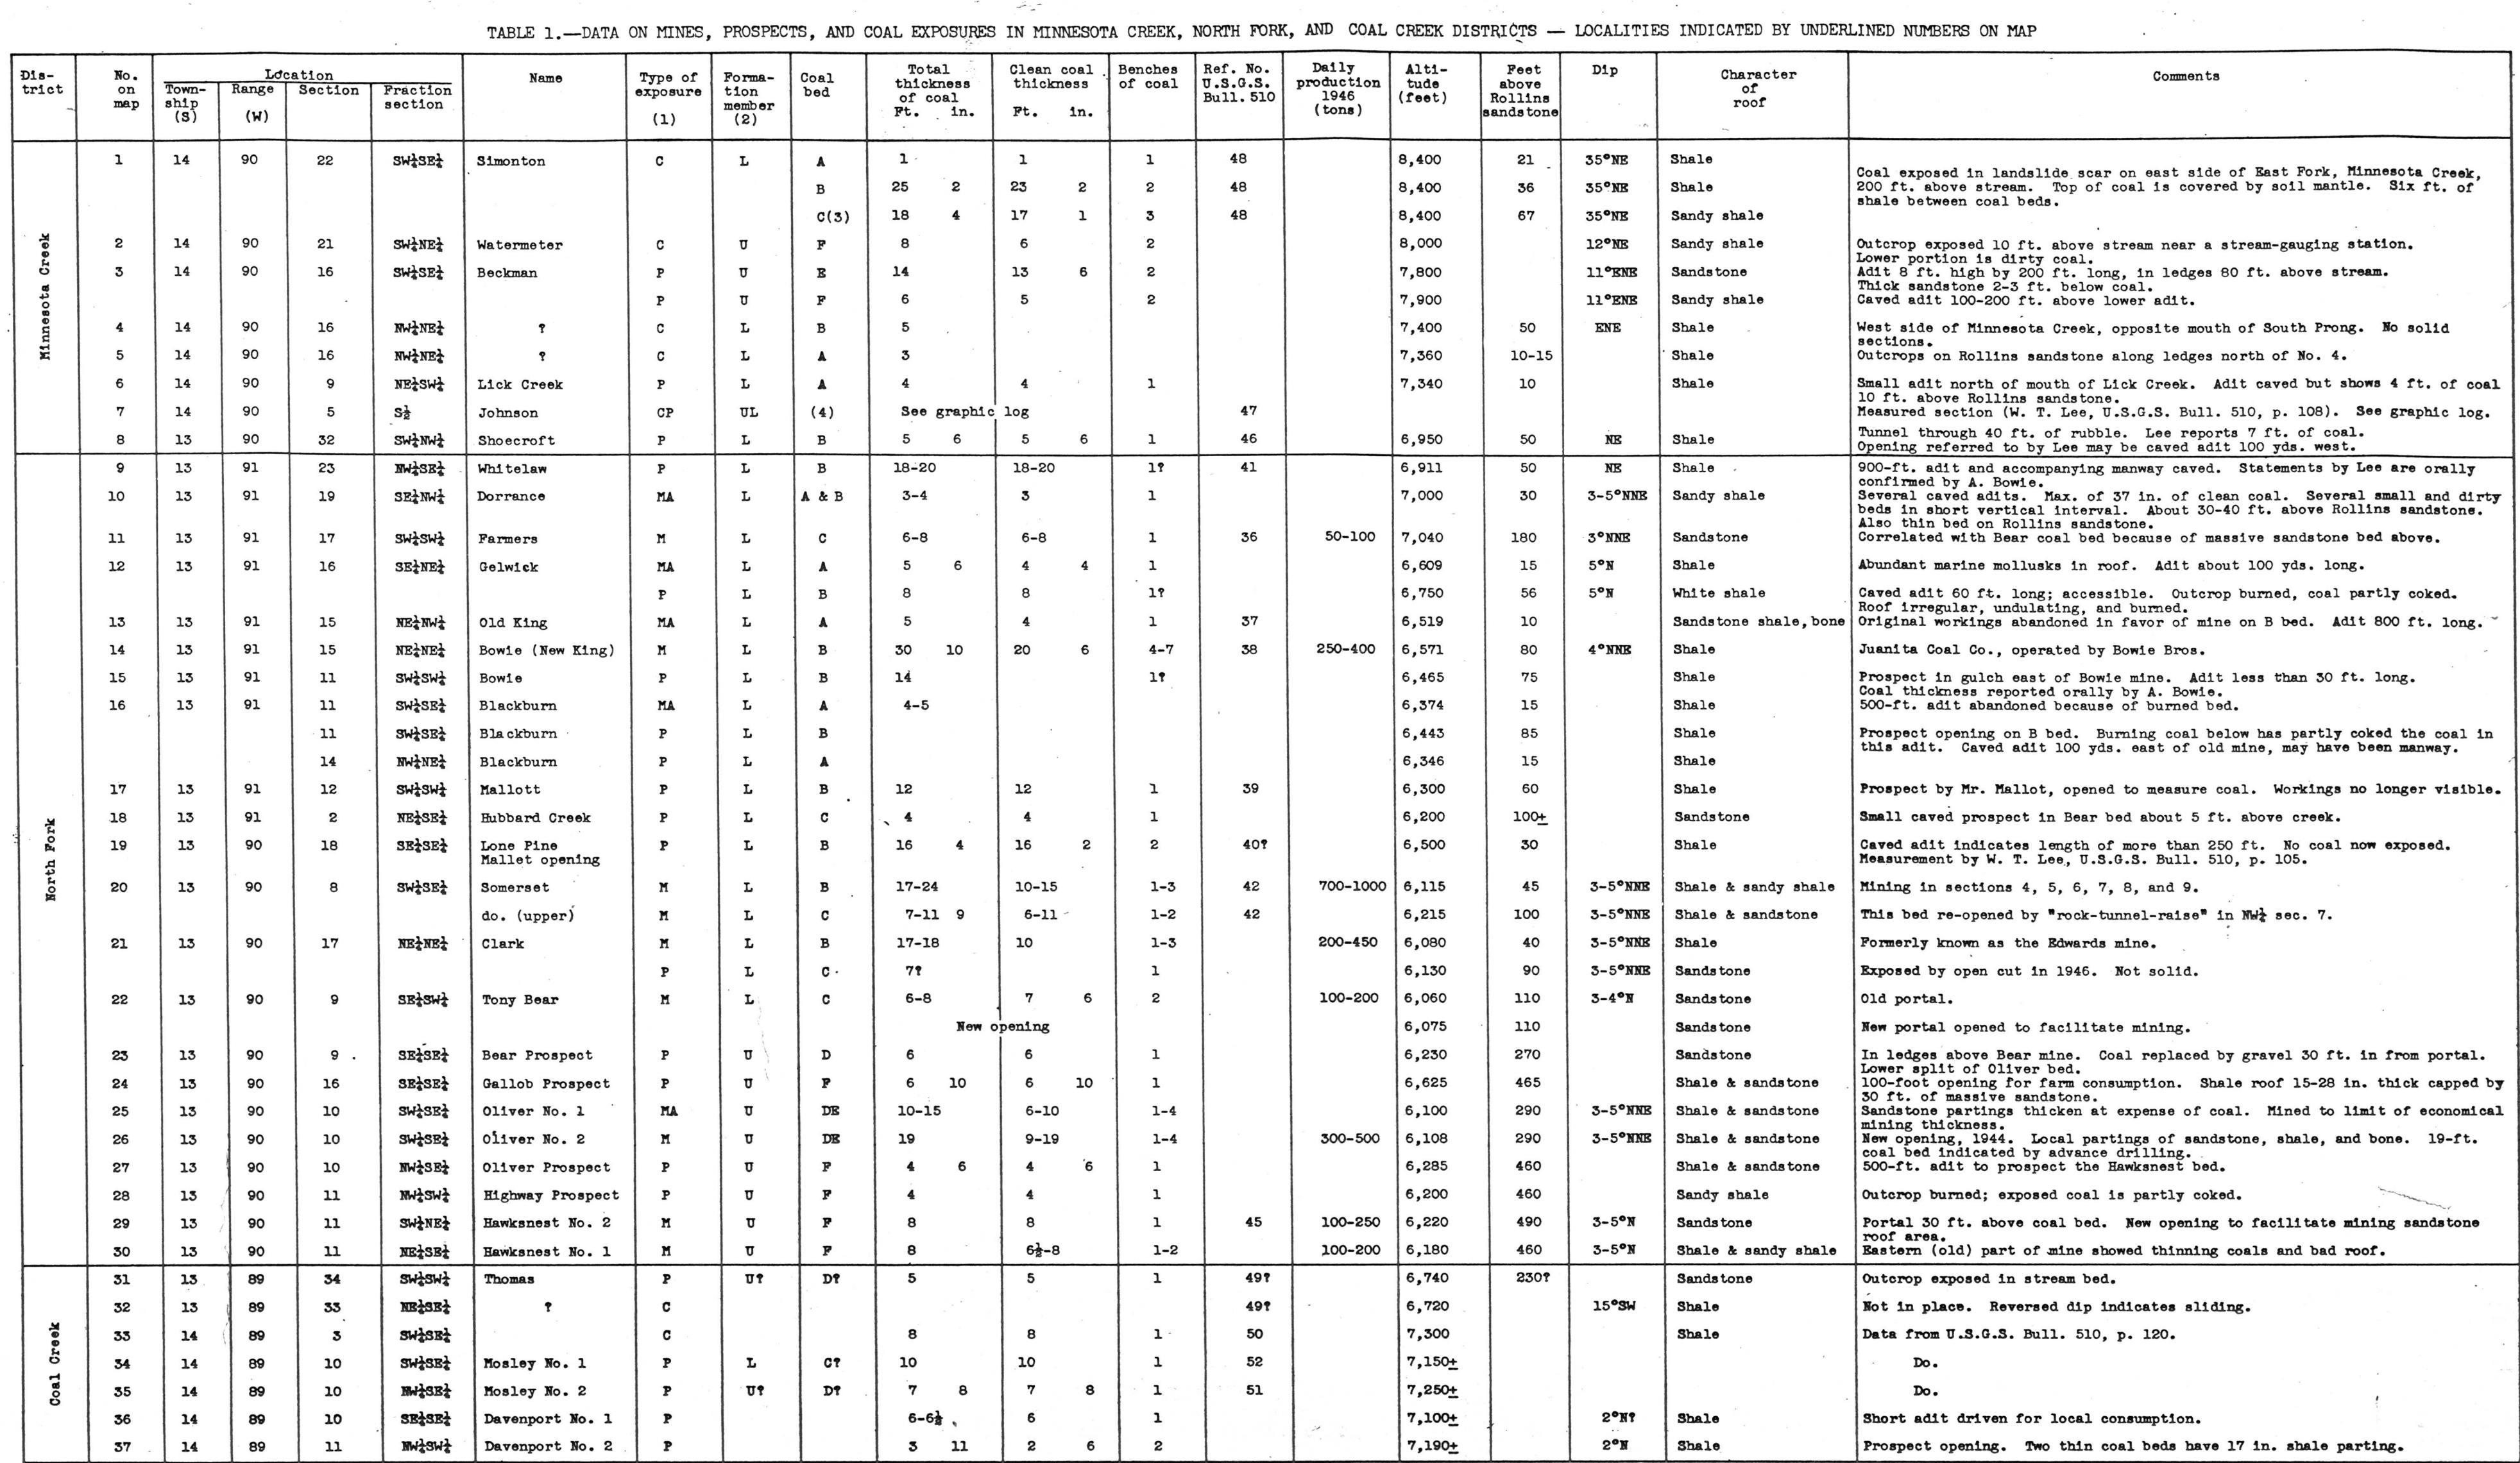 TABLE 1.—DATA ON MINES, PROSPECTS, AND COAL EXPOSURES IN MINNESOTA CREEK, NORTH FORK, AND COAL CREEK DISTRICTS — LOCALITIES INDICATED BY UNDERLINED NUMBERS ON MAP
Dis- No. Location Name Type of Forma- Coal Total Clean coal Benches Ref. No. Daily Alti- Feet Dip Character Comments
trict on Town- Range Section Fraction exposure tion bed thickness thickness of coal U.S.G.S. production tude above of
map ship section member of coal Bull. 510 1946 (feet) Rollins roof
(S) (W) (1) (2) Ft. in. Ft. in. (tons) sandstone
Minnesota Creek
1 14 90 22 SW¼SE¼ Simonton C L A 1 1 1 48 8,400 21 35°NE Shale
Coal exposed in landslide scar on east side of East Fork, Minnesota Creek,
B 25 2 23 2 2 48 8,400 36 35°NE Shale 200 ft. above stream. Top of coal is covered by soil mantle. Six ft. of
shale between coal beds.
C(3) 18 4 17 1 3 48 8,400 67 35°NE Sandy shale
2 14 90 21 SW¼NE¼ Watermeter C U F 8 6 2 8,000 12°NE Sandy shale Outcrop exposed 10 ft. above stream near a stream-gauging station.
Lower portion is dirty coal.
3 14 90 16 SW¼SE¼ Beckman P U E 14 13 6 2 7,800 11°ENE Sandstone Adit 8 ft. high by 200 ft. long, in ledges 80 ft. above stream.
Thick sandstone 2-3 ft. below coal.
P U F 6 5 2 7,900 11°ENE Sandy shale Caved adit 100-200 ft. above lower adit.
4 14 90 16 NW¼NE¼ ? C L B 5 7,400 50 ENE Shale West side of Minnesota Creek, opposite mouth of South Prong. No solid
sections.
5 14 90 16 NW¼NE¼ ? C L A 3 7,360 10-15 Shale Outcrops on Rollins sandstone along ledges north of No. 4.
6 14 90 9 NE¼SW¼ Lick Creek P L A 4 4 1 7,340 10 Shale Small adit north of mouth of Lick Creek. Adit caved but shows 4 ft. of coal
10 ft. above Rollins sandstone.
7 14 90 5 S½ Johnson CP UL (4) See graphic log 47 Measured section (W. T. Lee, U.S.G.S. Bull. 510, p. 108). See graphic log.
8 13 90 32 SW¼NW¼ Shoecroft P L B 5 6 5 6 1 46 6,950 50 NE Shale Tunnel through 40 ft. of rubble. Lee reports 7 ft. of coal.
Opening referred to by Lee may be caved adit 100 yds. west.
North Fork
9 13 91 23 NW¼SE¼ Whitelaw P L B 18-20 18-20 1? 41 6,911 50 NE Shale 900-ft. adit and accompanying manway caved. Statements by Lee are orally
confirmed by A. Bowie.
10 13 91 19 SE¼NW¼ Dorrance MA L A & B 3-4 3 1 7,000 30 3-5°NNE Sandy shale Several caved adits. Max. of 37 in. of clean coal. Several small and dirty
beds in short vertical interval. About 30-40 ft. above Rollins sandstone.
Also thin bed on Rollins sandstone.
11 13 91 17 SW¼SW¼ Farmers M L C 6-8 6-8 1 36 50-100 7,040 180 3°NNE Sandstone Correlated with Bear coal bed because of massive sandstone bed above.
12 13 91 16 SE¼NE¼ Gelwick MA L A 5 6 4 4 1 6,609 15 5°N Shale Abundant marine mollusks in roof. Adit about 100 yds. long.
P L B 8 8 1? 6,750 56 5°N White shale Caved adit 60 ft. long; accessible. Outcrop burned, coal partly coked.
Roof irregular, undulating, and burned.
13 13 91 15 NE¼NW¼ Old King MA L A 5 4 1 37 6,519 10 Sandstone shale, bone Original workings abandoned in favor of mine on B bed. Adit 800 ft. long.
14 13 91 15 NE¼NE¼ Bowie (New King) M L B 30 10 20 6 4-7 38 250-400 6,571 80 4°NNE Shale Juanita Coal Co., operated by Bowie Bros.
15 13 91 11 SW¼SW¼ Bowie P L B 14 1? 6,465 75 Shale Prospect in gulch east of Bowie mine. Adit less than 30 ft. long.
Coal thickness reported orally by A. Bowie.
16 13 91 11 SW¼SE¼ Blackburn MA L A 4-5 6,374 15 Shale 500-ft. adit abandoned because of burned bed.
11 SW¼SE¼ Blackburn P L B 6,443 85 Shale Prospect opening on B bed. Burning coal below has partly coked the coal in
this adit. Caved adit 100 yds. east of old mine, may have been manway.
14 NW¼NE¼ Blackburn P L A 6,346 15 Shale
17 13 91 12 SW¼SW¼ Mallott P L B 12 12 1 39 6,300 60 Shale Prospect by Mr. Mallot, opened to measure coal. Workings no longer visible.
18 13 91 2 NE¼SE¼ Hubbard Creek P L C 4 4 1 6,200 100± Sandstone Small caved prospect in Bear bed about 5 ft. above creek.
19 13 90 18 SE¼SE¼ Lone Pine P L B 16 4 16 2 2 40? 6,500 30 Shale Caved adit indicates length of more than 250 ft. No coal now exposed.
Mallet opening Measurement by W. T. Lee, U.S.G.S. Bull. 510, p. 105.
20 13 90 8 SW¼SE¼ Somerset M L B 17-24 10-15 1-3 42 700-1000 6,115 45 3-5°NNE Shale & sandy shale Mining in sections 4, 5, 6, 7, 8, and 9.
do. (upper) M L C 7-11 9 6-11 1-2 42 6,215 100 3-5°NNE Shale & sandstone This bed re-opened by "rock-tunnel-raise" in NW¼ sec. 7.
21 13 90 17 NE¼NE¼ Clark M L B 17-18 10 1-3 200-450 6,080 40 3-5°NNE Shale Formerly known as the Edwards mine.
P L C 7? 1 6,130 90 3-5°NNE Sandstone Exposed by open cut in 1946. Not solid.
22 13 90 9 SE¼SW¼ Tony Bear M L C 6-8 7 6 2 100-200 6,060 110 3-4°N Sandstone Old portal.
New opening 6,075 110 Sandstone New portal opened to facilitate mining.
23 13 90 9 SE¼SE¼ Bear Prospect P U D 6 6 1 6,230 270 Sandstone In ledges above Bear mine. Coal replaced by gravel 30 ft. in from portal.
Lower split of Oliver bed.
24 13 90 16 SE¼SE¼ Gallob Prospect P U F 6 10 6 10 1 6,625 465 Shale & sandstone 100-foot opening for farm consumption. Shale roof 15-28 in. thick capped by
30 ft. of massive sandstone.
25 13 90 10 SW¼SE¼ Oliver No. 1 MA U DE 10-15 6-10 1-4 6,100 290 3-5°NNE Shale & sandstone Sandstone partings thicken at expense of coal. Mined to limit of economical
mining thickness.
26 13 90 10 SW¼SE¼ Oliver No. 2 M U DE 19 9-19 1-4 300-500 6,108 290 3-5°NNE Shale & sandstone New opening, 1944. Local partings of sandstone, shale, and bone. 19-ft.
coal bed indicated by advance drilling.
27 13 90 10 NW¼SE¼ Oliver Prospect P U F 4 6 4 6 1 6,285 460 Shale & sandstone 500-ft. adit to prospect the Hawksnest bed.
28 13 90 11 NW¼SW¼ Highway Prospect P U F 4 4 1 6,200 460 Sandy shale Outcrop burned; exposed coal is partly coked.
29 13 90 11 SW¼NE¼ Hawksnest No. 2 M U F 8 8 1 45 100-250 6,220 490 3-5°N Sandstone Portal 30 ft. above coal bed. New opening to facilitate mining sandstone
roof area.
30 13 90 11 NE¼SE¼ Hawksnest No. 1 M U F 8 6½-8 1-2 100-200 6,180 460 3-5°N Shale & sandy shale Eastern (old) part of mine showed thinning coals and bad roof.
Coal Creek
31 13 89 34 SW¼SW¼ Thomas P U? D? 5 5 1 49? 6,740 230? Sandstone Outcrop exposed in stream bed.
32 13 89 33 NE¼SE¼ ? C 49? 6,720 15°SW Shale Not in place. Reversed dip indicates sliding.
33 14 89 3 SW¼SE¼ C 8 8 1 50 7,300 Shale Data from U.S.G.S. Bull. 510, p. 120.
34 14 89 10 SW¼SE¼ Mosley No. 1 P L C? 10 10 1 52 7,150± Do.
35 14 89 10 NW¼SE¼ Mosley No. 2 P U? D? 7 8 7 8 1 51 7,250± Do.
36 14 89 10 SE¼SE¼ Davenport No. 1 P 6-6½ 6 1 7,100± 2°N? Shale Short adit driven for local consumption.
37 14 89 11 NW¼SW¼ Davenport No. 2 P 3 11 2 6 2 7,190± 2°N Shale Prospect opening. Two thin coal beds have 17 in. shale parting.